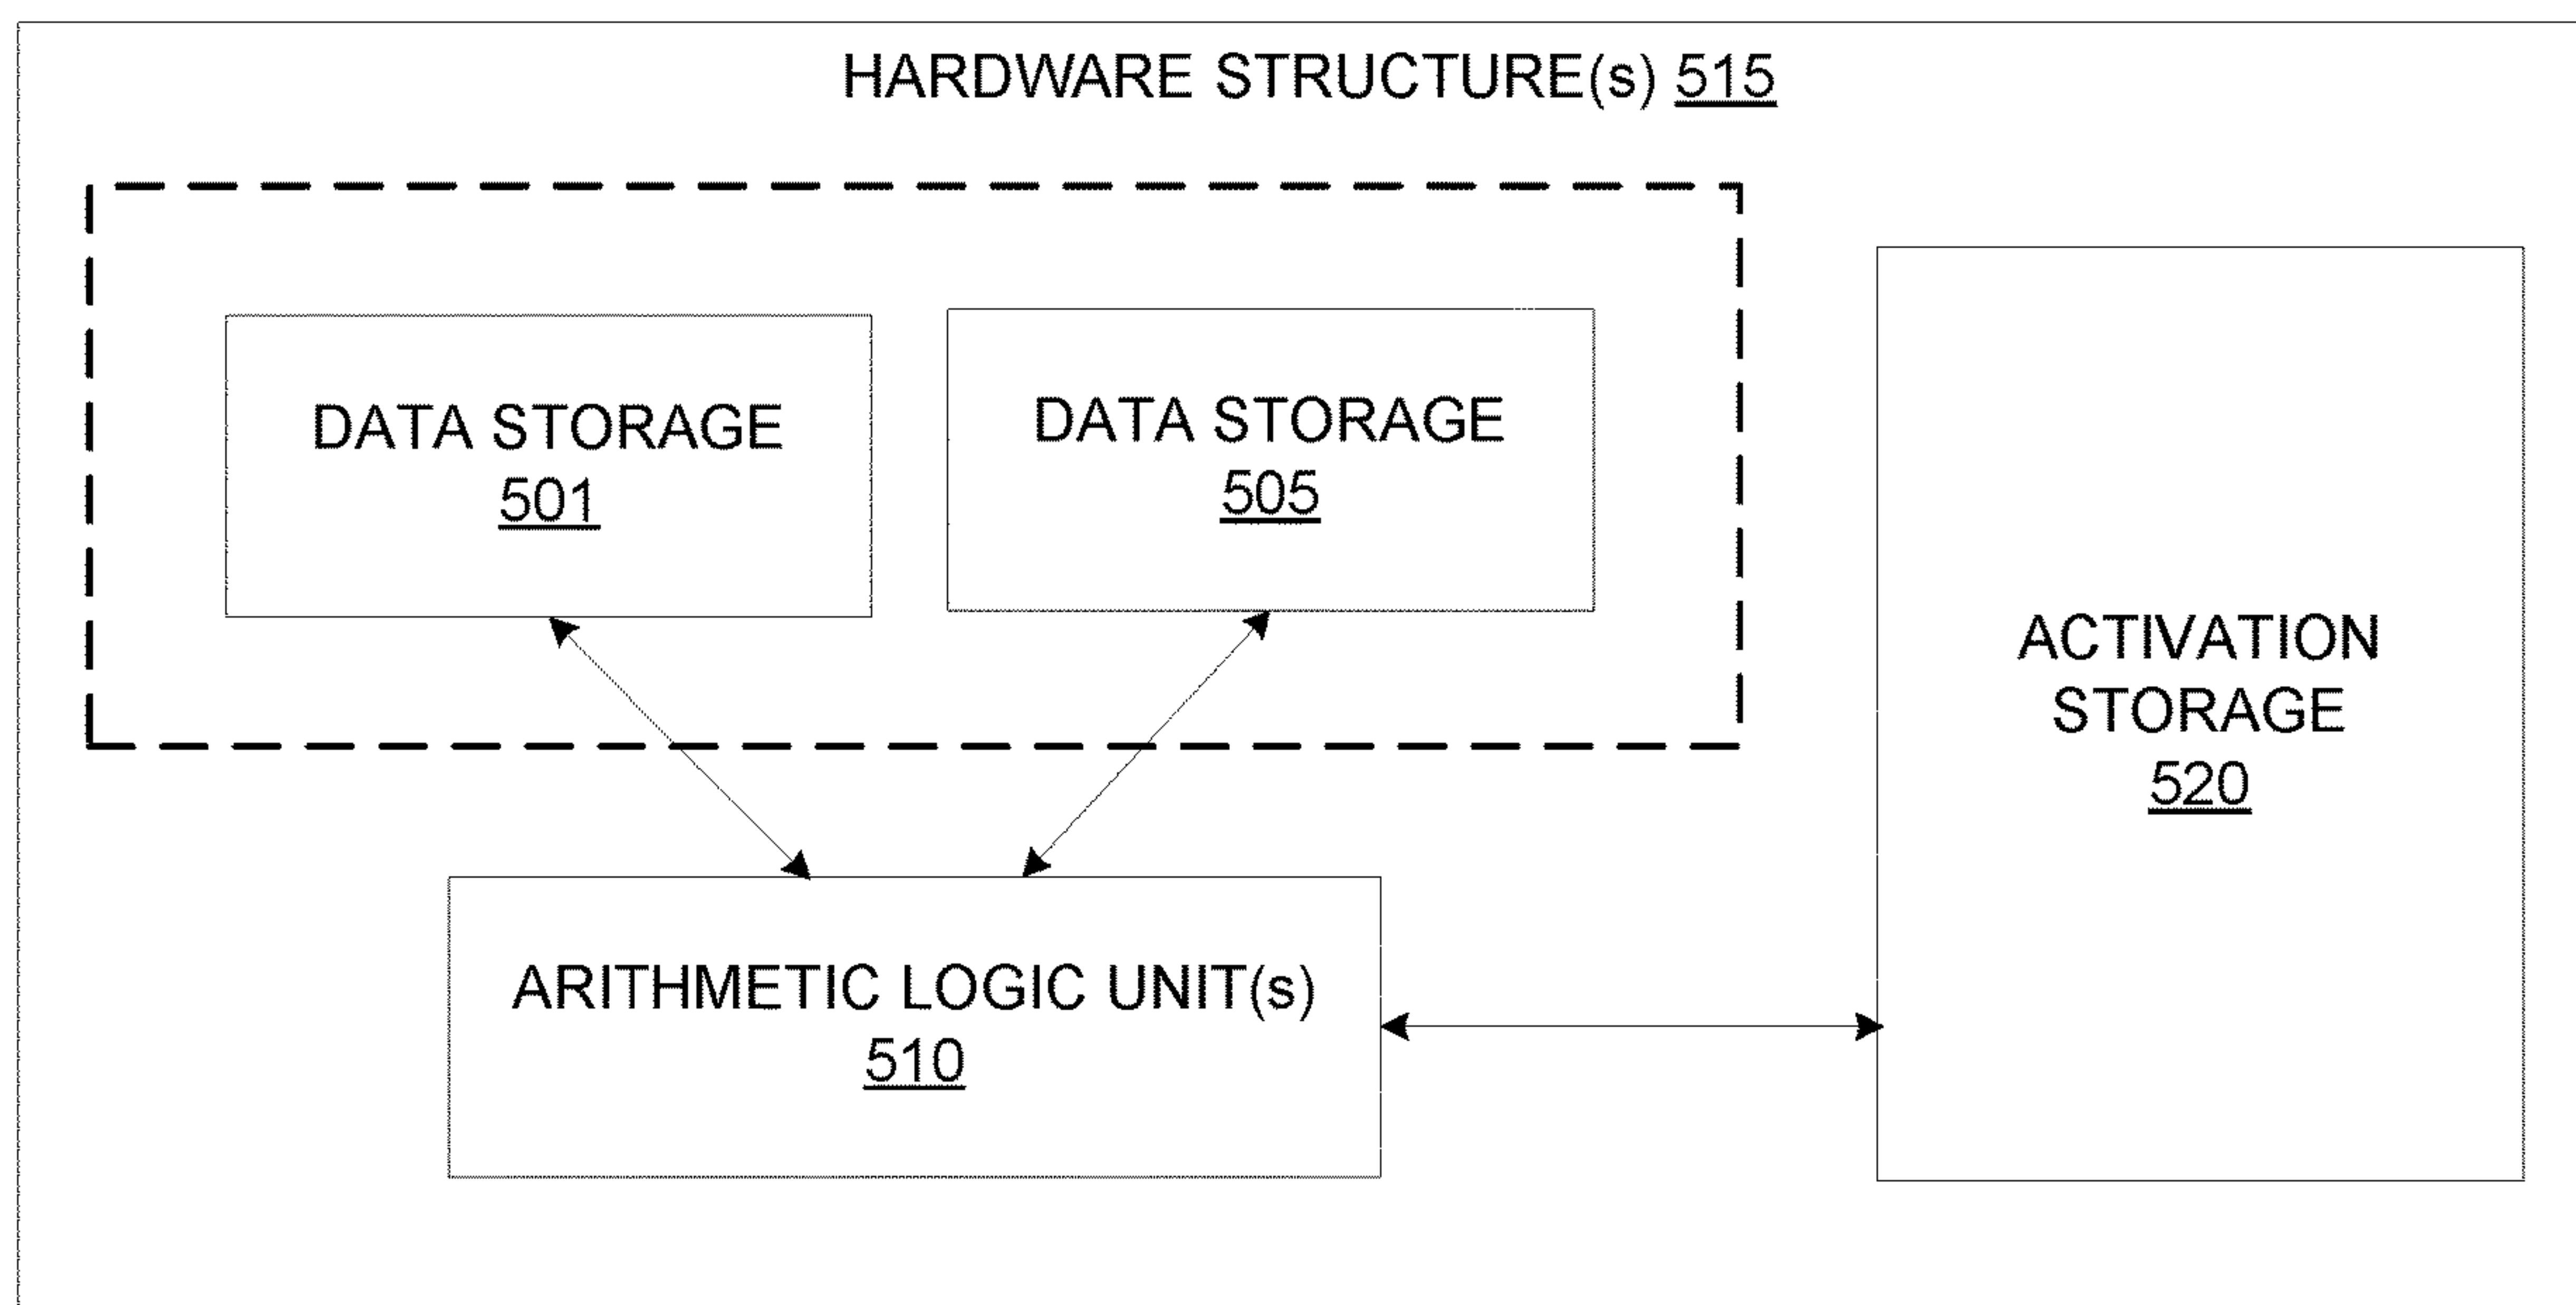 HARDWARE STRUCTURE(s) 515
DATA STORAGE
501
DATA STORAGE
505
ACTIVATION
STORAGE
520
ARITHMETIC LOGIC UNIT(s)
510